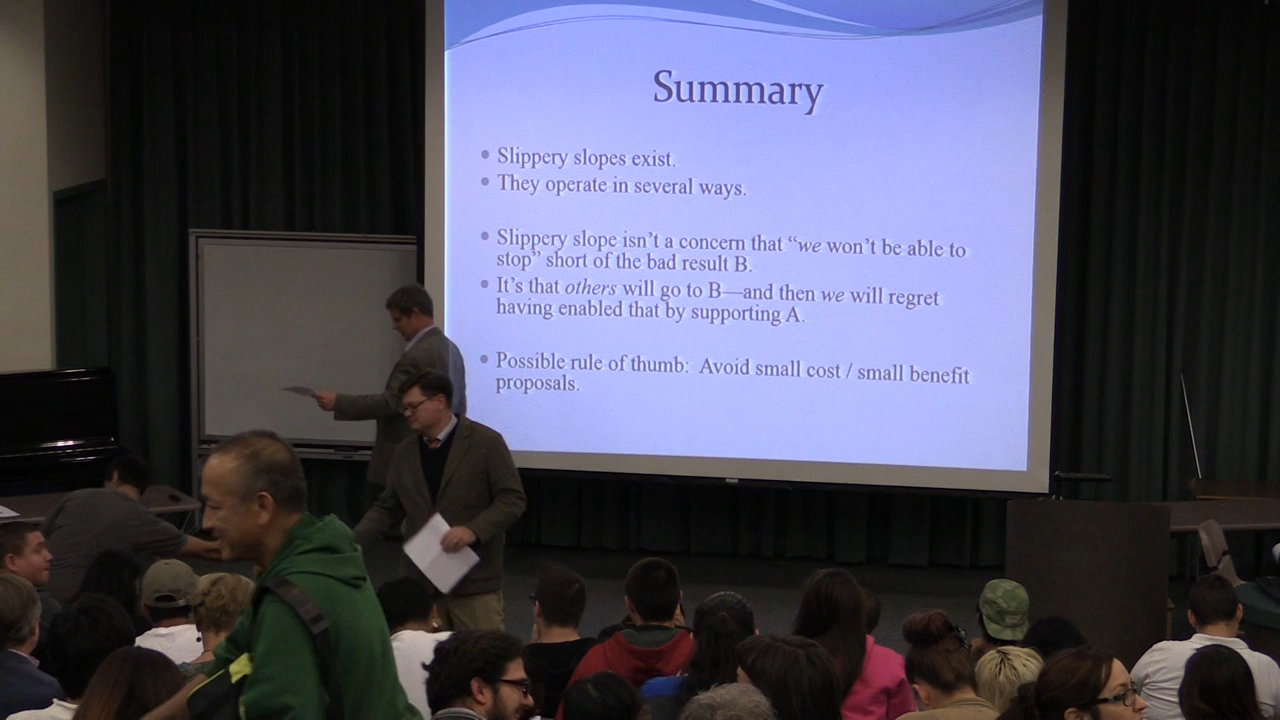 Summary
• Slippery slopes exist.
• They operate in several ways.
• Slippery slope isn't a concern that “we won't be able to
stop” short of the bad result B.
• It's that others will go to B—and then we will regret
having enabled that by supporting A.
• Possible rule of thumb: Avoid small cost / small benefit
proposals.